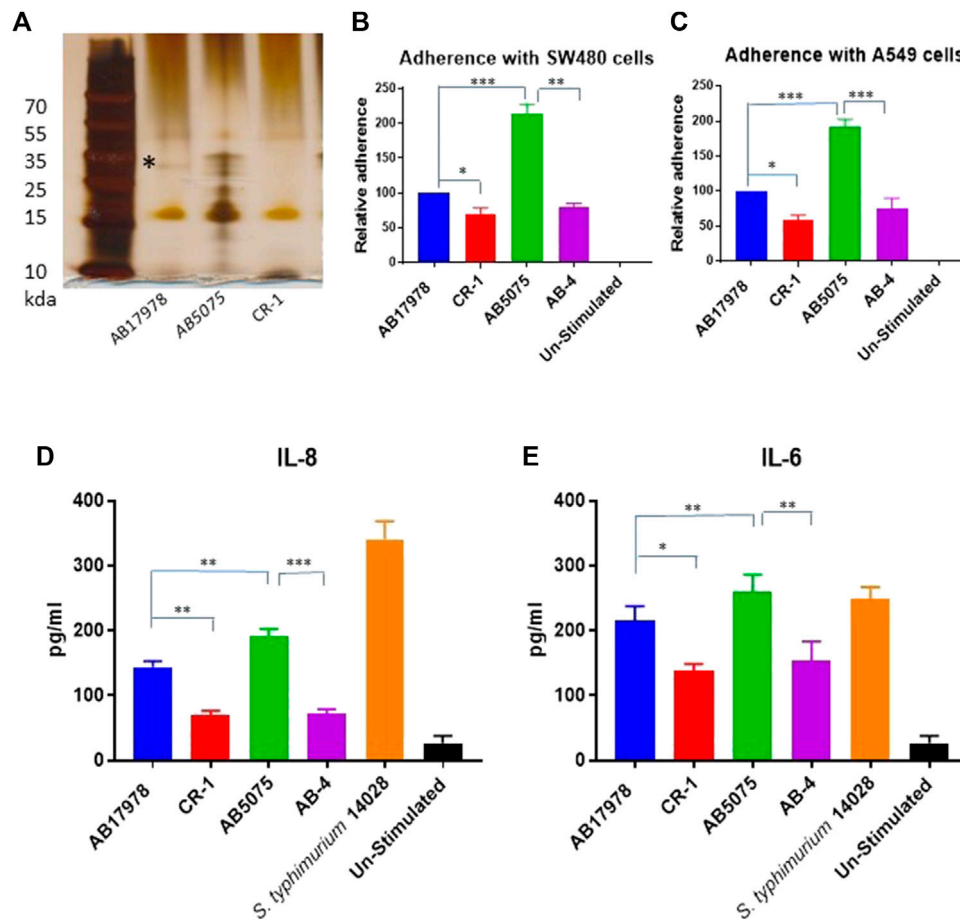 A
70
55
35
*
25
15
10
kda
AB17978
AB5075
CR-1
B
Adherence with SW480 cells
Relative adherence
250
200
150
100
50
0
***
**
*
AB17978
CR-1
AB5075
AB-4
Un-Stimulated
C
Adherence with A549 cells
Relative adherence
250
200
150
100
50
0
***
***
*
AB17978
CR-1
AB5075
AB-4
Un-Stimulated
D
IL-8
pg/ml
400
300
200
100
0
**
***
**
AB17978
CR-1
AB5075
AB-4
S. typhimurium 14028
Un-Stimulated
E
IL-6
pg/ml
400
300
200
100
0
**
**
*
AB17978
CR-1
AB5075
AB-4
S. typhimurium 14028
Un-Stimulated